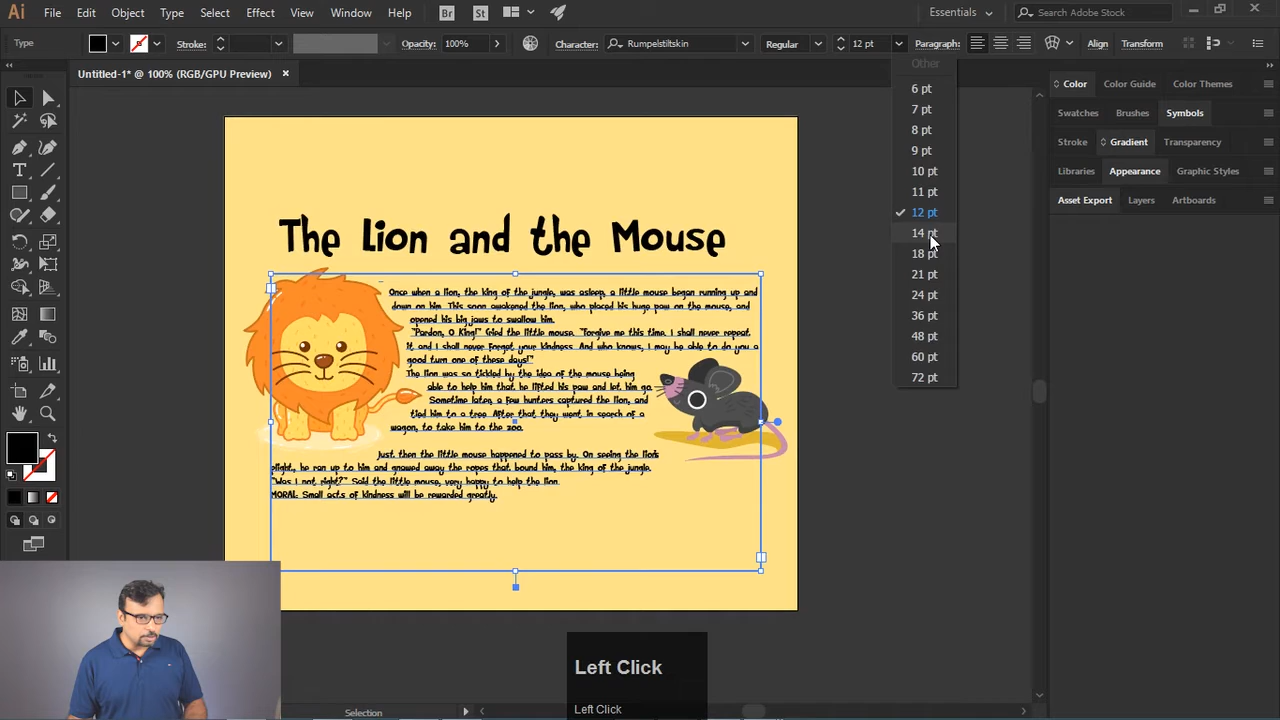 Ai File Edit Object Type Select Effect View Window Help Br St Essentials Search Adobe Stock
Type Stroke: Opacity: 100% Character: Rumpelstiltskin Regular 12 pt Paragraph: Align Transform
Untitled-1* @ 100% (RGB/GPU Preview) ×
Other
6 pt
7 pt
8 pt
9 pt
10 pt
11 pt
12 pt
14 pt
18 pt
21 pt
24 pt
36 pt
48 pt
60 pt
72 pt
Color Color Guide Color Themes
Swatches Brushes Symbols
Stroke Gradient Transparency
Libraries Appearance Graphic Styles
Asset Export Layers Artboards
The Lion and the Mouse
Once when a lion, the king of the jungle, was asleep, a little mouse began running up and
down on him. This soon awakened the lion, who placed his huge paw on the mouse, and
opened his big jaws to swallow him.
"Pardon, O King!" Cried the little mouse. "Forgive me this time. I shall never repeat
it and I shall never forget your kindness. And who knows, I may be able to do you a
good turn one of these days!"
The lion was so tickled by the idea of the mouse being
able to help him that he lifted his paw and let him go.
Sometime later, a few hunters captured the lion, and
tied him to a tree. After that they went in search of a
wagon, to take him to the zoo.
Just then the little mouse happened to pass by. On seeing the lion's
plight, he ran up to him and gnawed away the ropes that bound him, the king of the jungle.
"Was I not right?" Said the little mouse, very happy to help the lion.
MORAL: Small acts of kindness will be rewarded greatly.
Left Click
Left Click
Selection